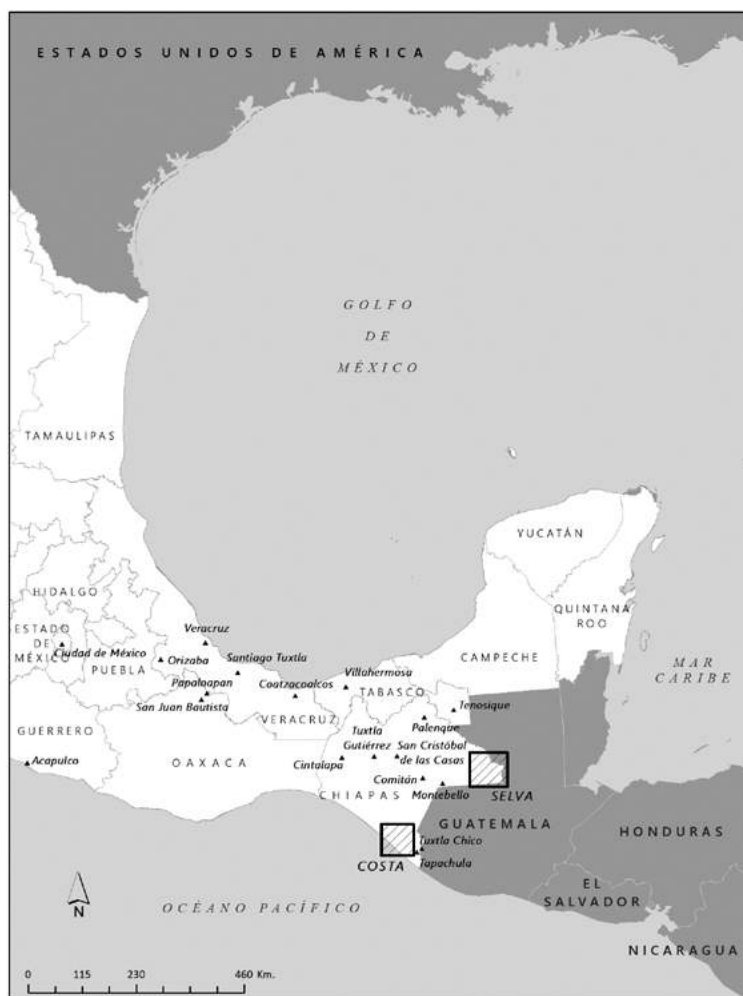 ESTADOS UNIDOS DE AMÉRICA
GOLFO
DE
MÉXICO
TAMAULIPAS
YUCATÁN
HIDALGO
QUINTANA
ROO
ESTADO
DE
MÉXICO
Ciudad de México
Veracruz
Orizaba
Santiago Tuxtla
CAMPECHE
MAR
CARIBE
PUEBLA
Papaloapan
San Juan Bautista
Coatzacoalcos
Villahermosa
TABASCO
Tenosique
VERACRUZ
Palenque
GUERRERO
Acapulco
OAXACA
Tuxtla
Gutiérrez
San Cristóbal
de las Casas
Cintalapa
Comitán
CHIAPAS
Montebello
SELVA
GUATEMALA
HONDURAS
Tuxtla Chico
COSTA
Tapachula
EL
SALVADOR
N
OCÉANO PACÍFICO
NICARAGUA
0 115 230 460 Km.